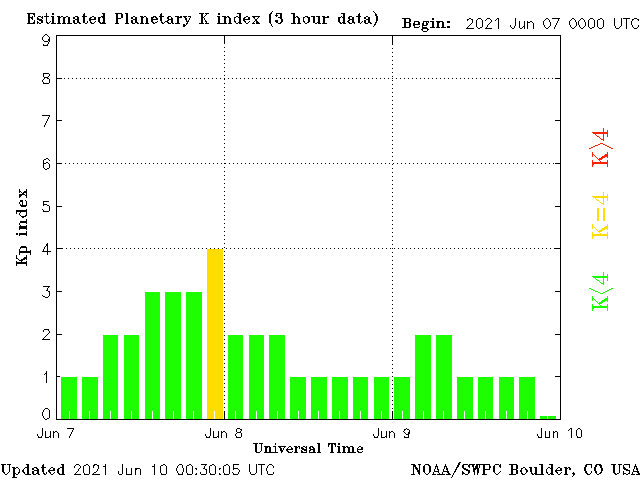 Estimated Planetary K index (3 hour data)
Begin: 2021 Jun 07 0000 UTC
9
8
7
6
5
4
3
2
1
0
Kp index
K>4
K=4
K<4
Jun 7
Jun 8
Jun 9
Jun 10
Universal Time
Updated 2021 Jun 10 00:30:05 UTC
NOAA/SWPC Boulder, CO USA